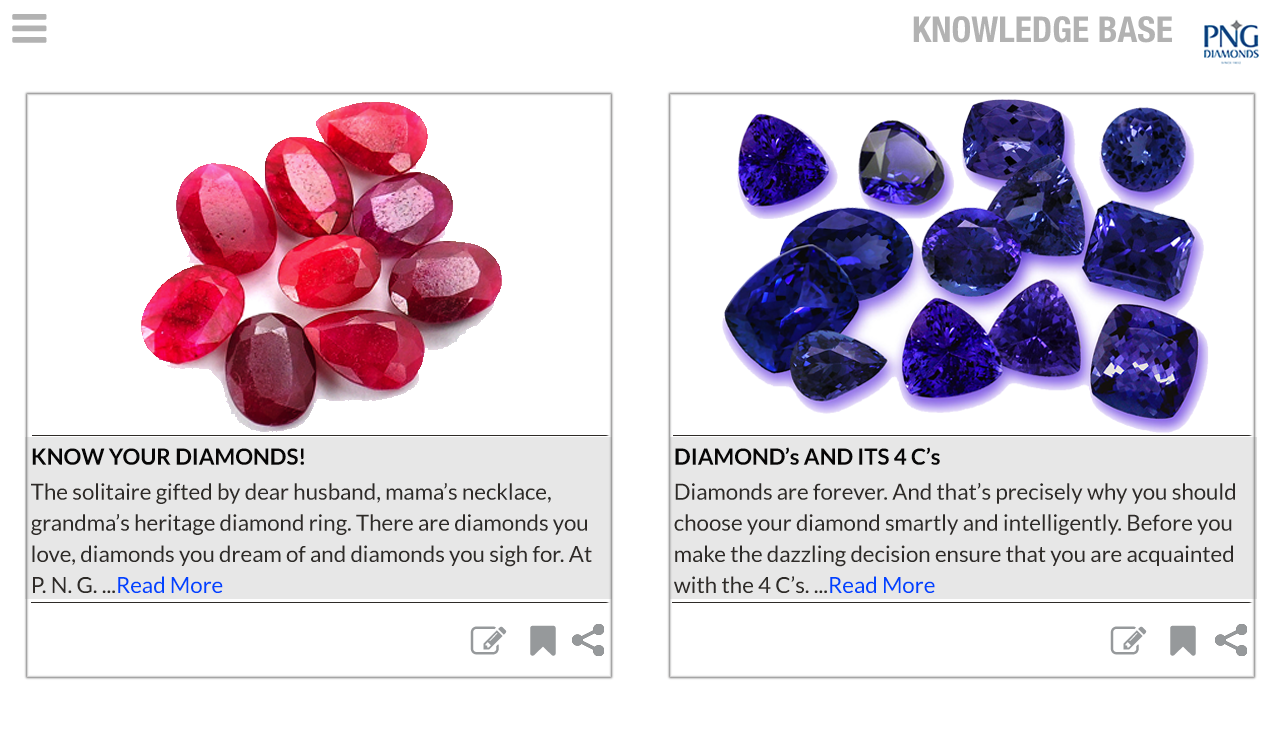 KNOWLEDGE BASE
PNG
DIAMONDS
KNOW YOUR DIAMONDS!
The solitaire gifted by dear husband, mama’s necklace,
grandma’s heritage diamond ring. There are diamonds you
love, diamonds you dream of and diamonds you sigh for. At
P. N. G. ...Read More
DIAMOND’s AND ITS 4 C’s
Diamonds are forever. And that’s precisely why you should
choose your diamond smartly and intelligently. Before you
make the dazzling decision ensure that you are acquainted
with the 4 C’s. ...Read More